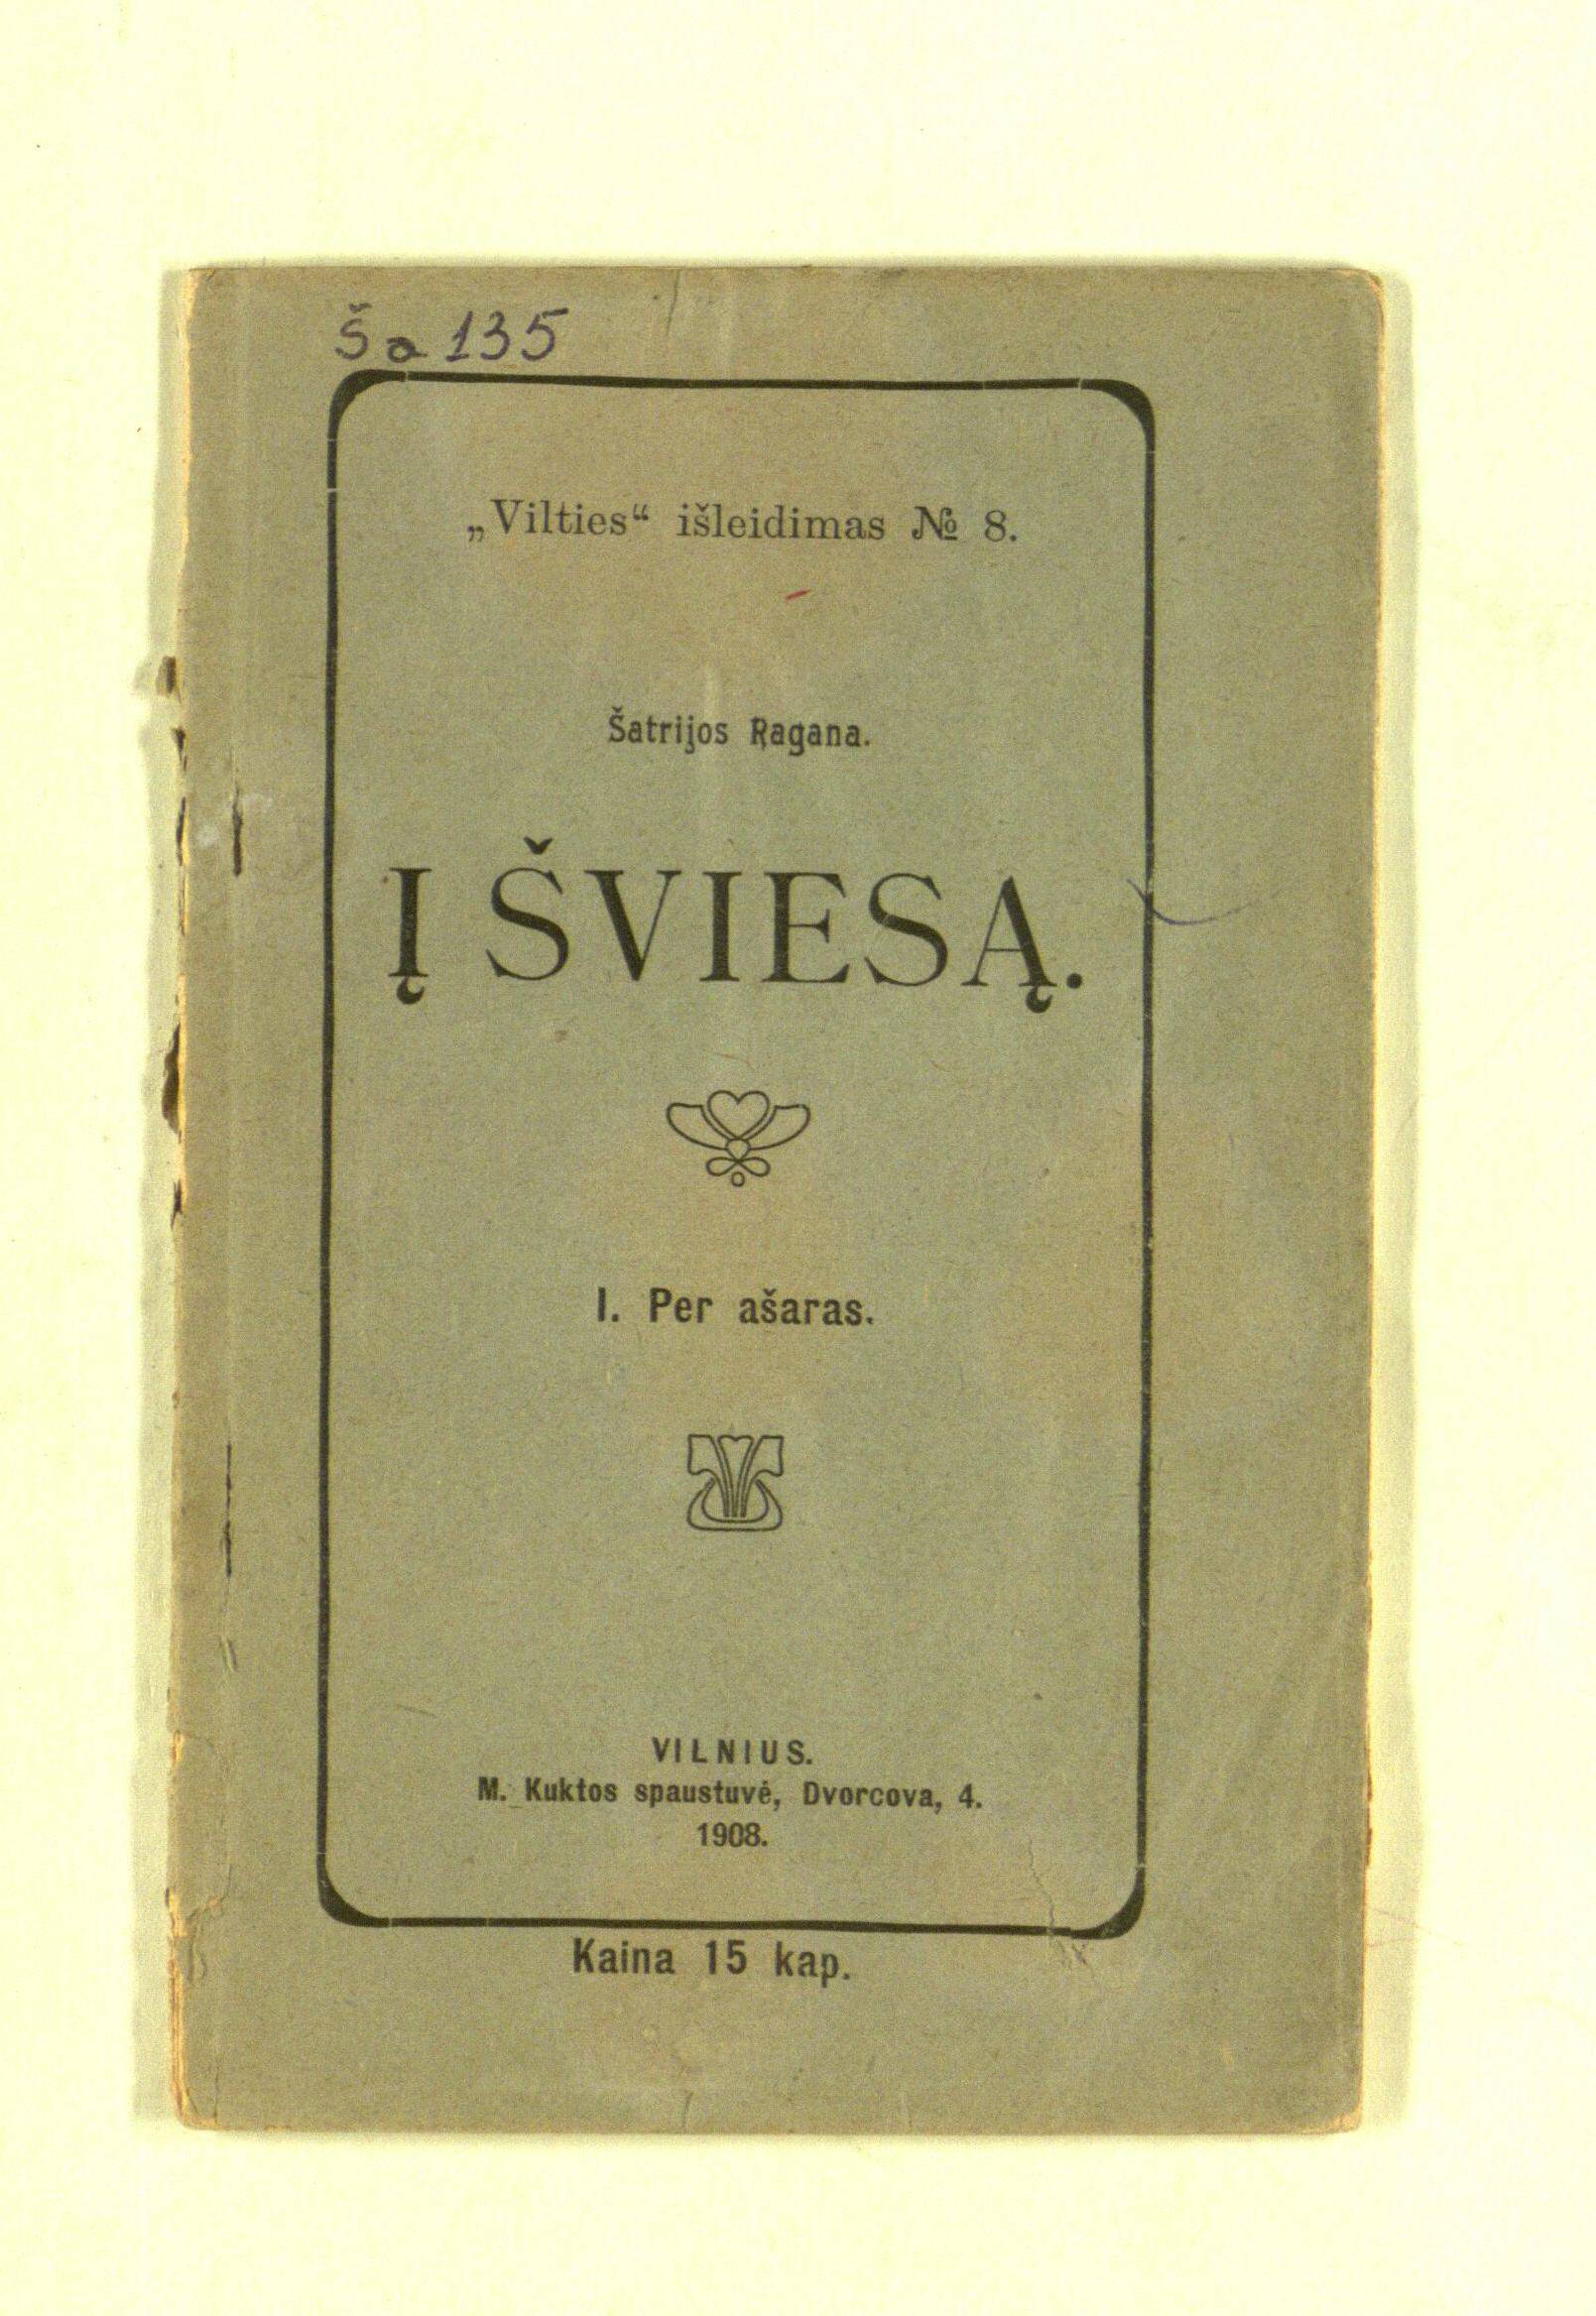 Ša 135
„Vilties“ išleidimas № 8.
Šatrijos Ragana.
Į ŠVIESĄ.
I. Per ašaras.
VILNIUS.
M. Kuktos spaustuvė, Dvorcova, 4.
1908.
Kaina 15 kap.